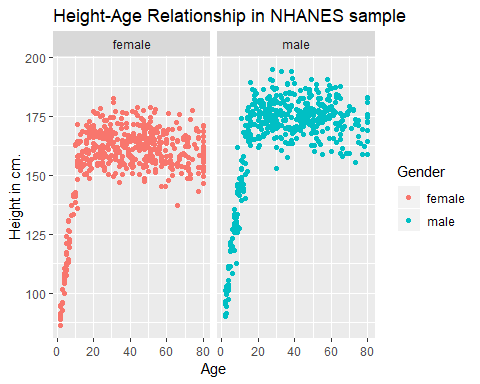 Height-Age Relationship in NHANES sample
female male
200
175
150
125
100
Height in cm.
0 20 40 60 80 0 20 40 60 80
Age
Gender
female
male